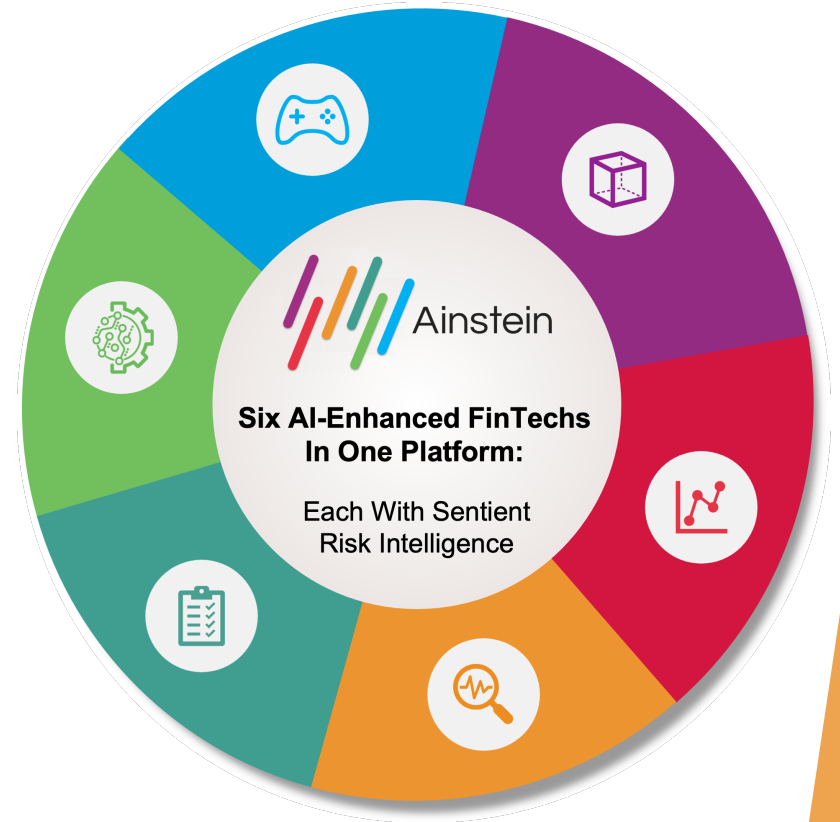 Ainstein
Six AI-Enhanced FinTechs
In One Platform:
Each With Sentient
Risk Intelligence